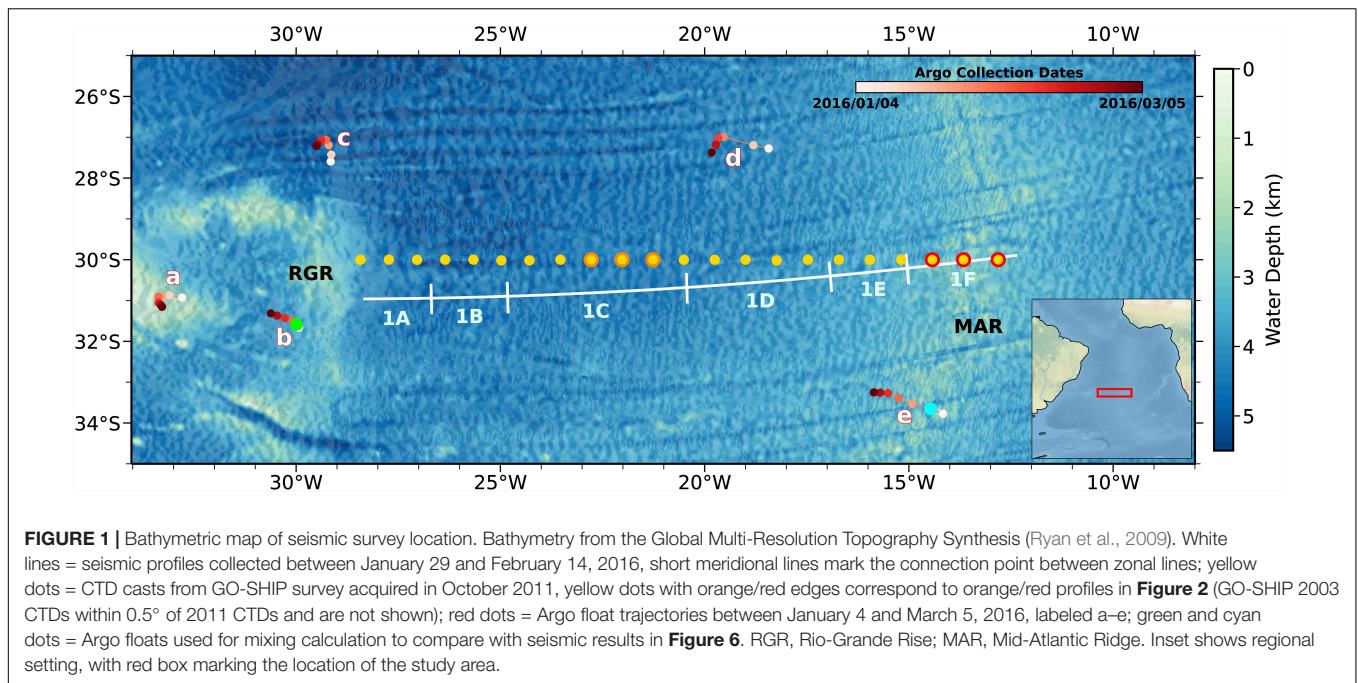 30°W 25°W 20°W 15°W 10°W
Argo Collection Dates
2016/01/04 2016/03/05
26°S
28°S
30°S
32°S
34°S
c
d
a
RGR
b
1A 1B 1C 1D 1E 1F
MAR
e
0
1
2
3
4
5
Water Depth (km)
30°W 25°W 20°W 15°W 10°W
FIGURE 1 | Bathymetric map of seismic survey location. Bathymetry from the Global Multi-Resolution Topography Synthesis (Ryan et al., 2009). White
lines = seismic profiles collected between January 29 and February 14, 2016, short meridional lines mark the connection point between zonal lines; yellow
dots = CTD casts from GO-SHIP survey acquired in October 2011, yellow dots with orange/red edges correspond to orange/red profiles in Figure 2 (GO-SHIP 2003
CTDs within 0.5° of 2011 CTDs and are not shown); red dots = Argo float trajectories between January 4 and March 5, 2016, labeled a–e; green and cyan
dots = Argo floats used for mixing calculation to compare with seismic results in Figure 6. RGR, Rio-Grande Rise; MAR, Mid-Atlantic Ridge. Inset shows regional
setting, with red box marking the location of the study area.